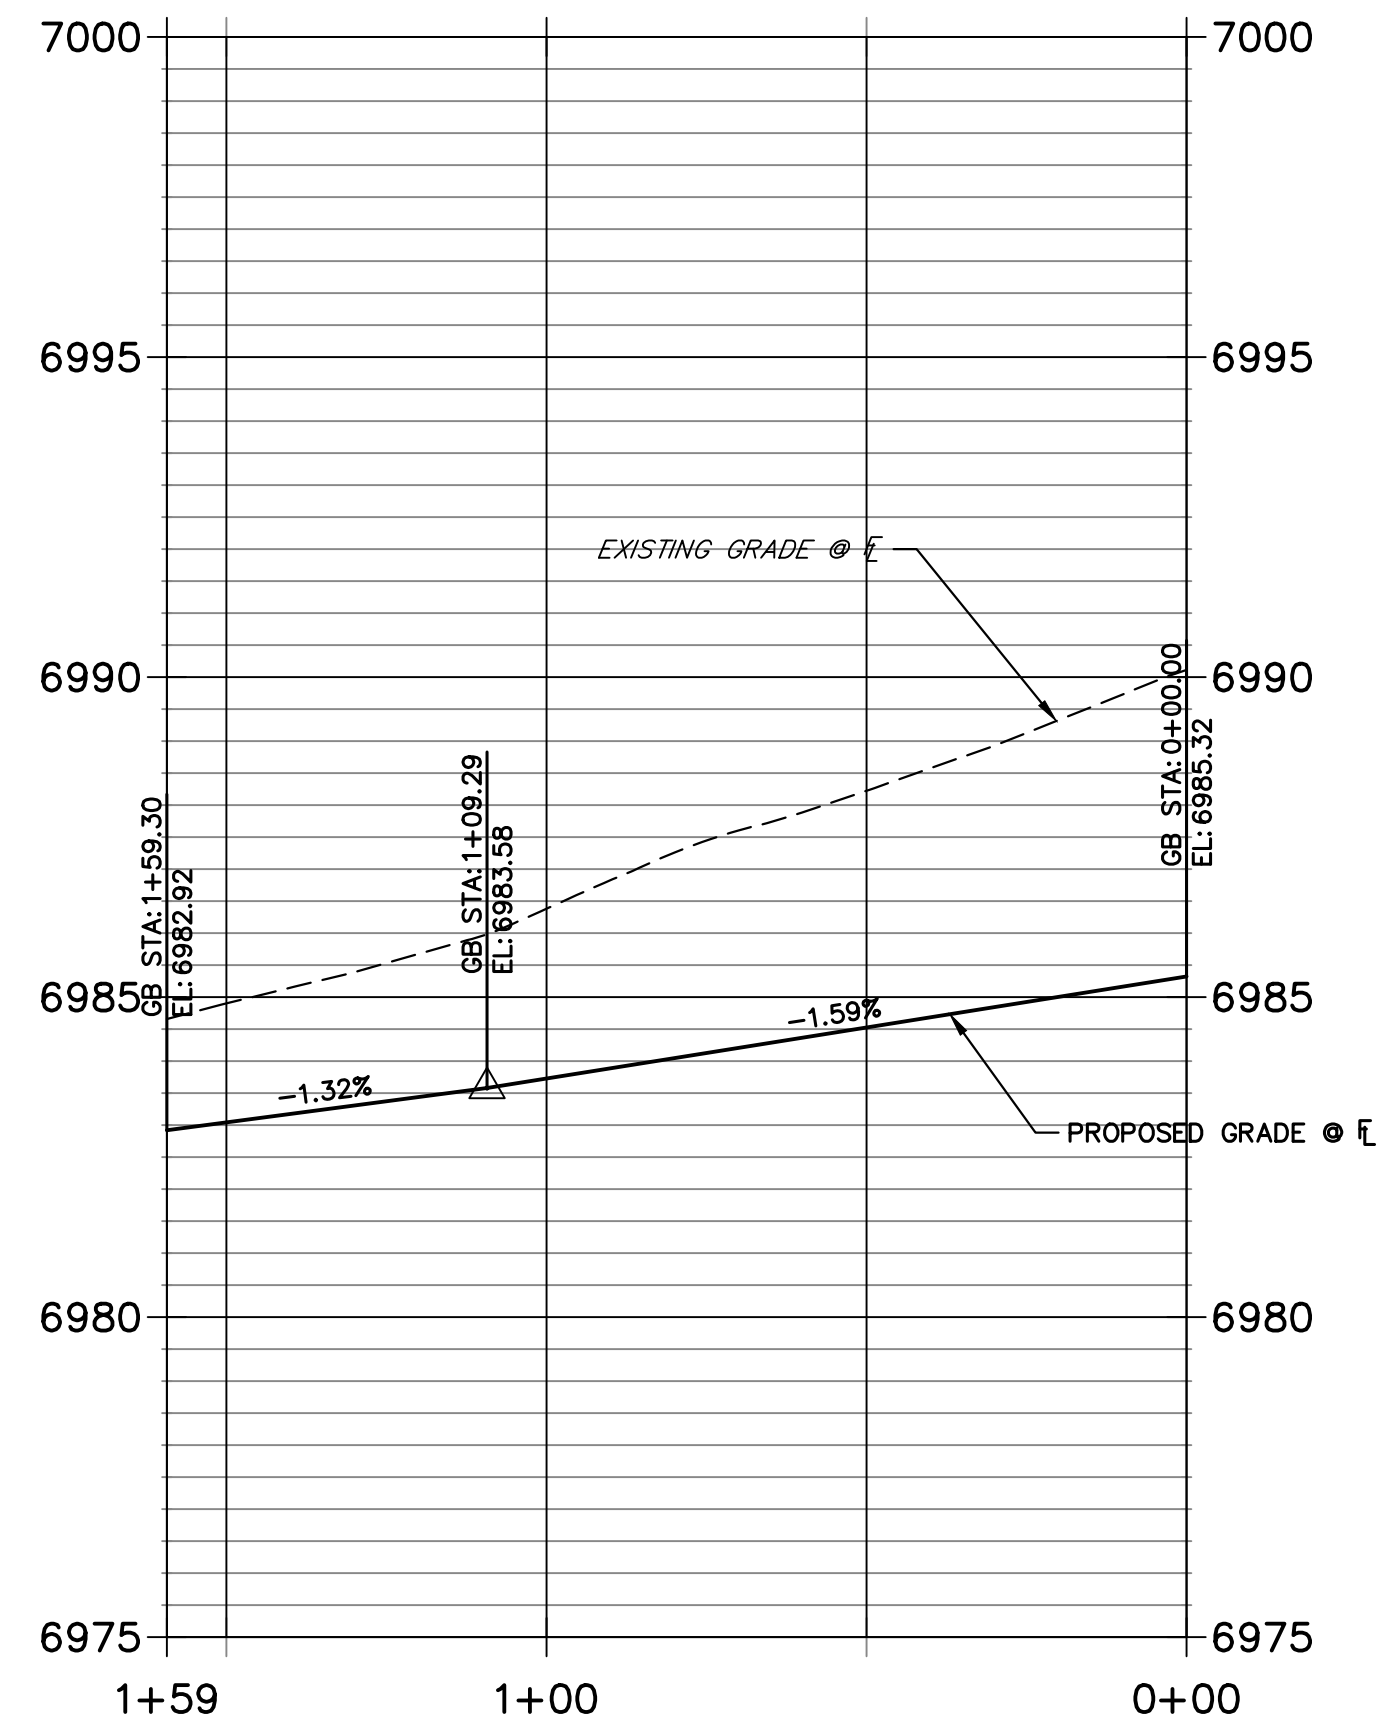 7000 7000
6995 6995
EXISTING GRADE @ FL
6990 6990
GB STA:1+59.30
EL:6982.92
GB STA:1+09.29
EL:6983.58
GB STA:0+00.00
EL:6985.32
6985 6985
-1.59%
-1.32%
PROPOSED GRADE @ FL
6980 6980
6975 6975
1+59 1+00 0+00